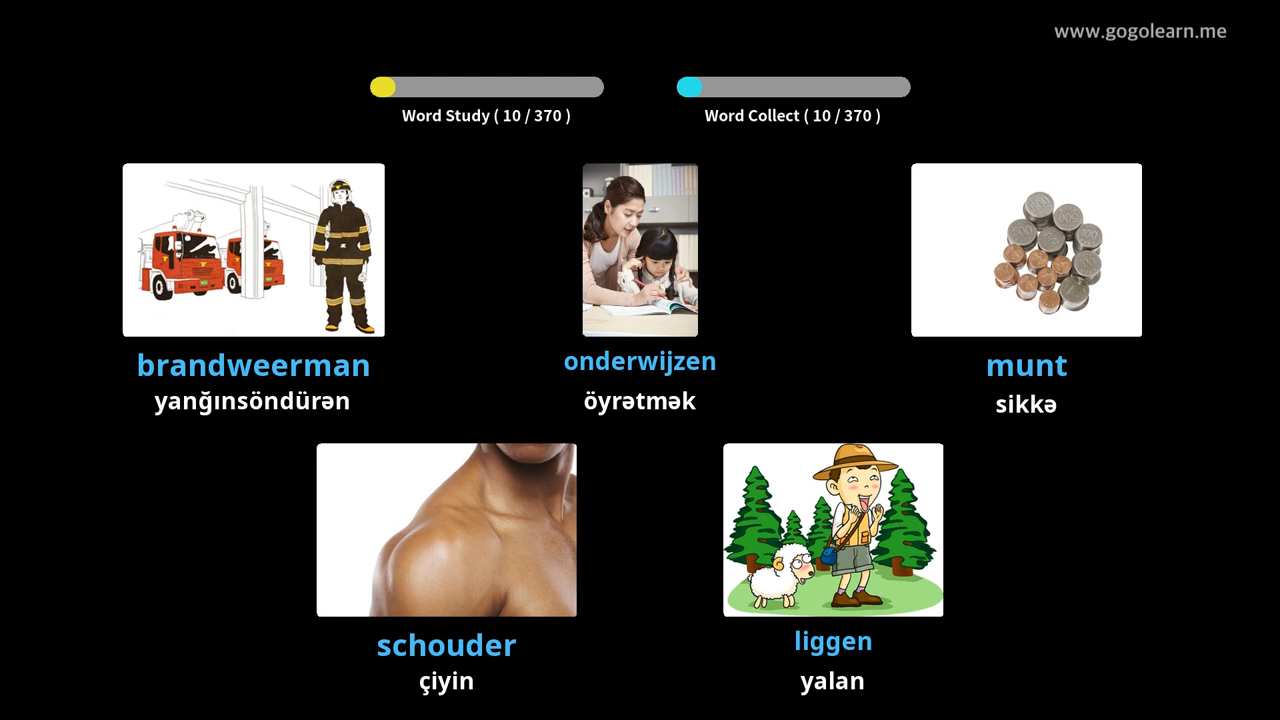 www.gogolearn.me
Word Study ( 10 / 370 )
Word Collect ( 10 / 370 )
brandweerman
yanğınsöndürən
onderwijzen
öyrətmək
munt
sikkə
schouder
çiyin
liggen
yalan